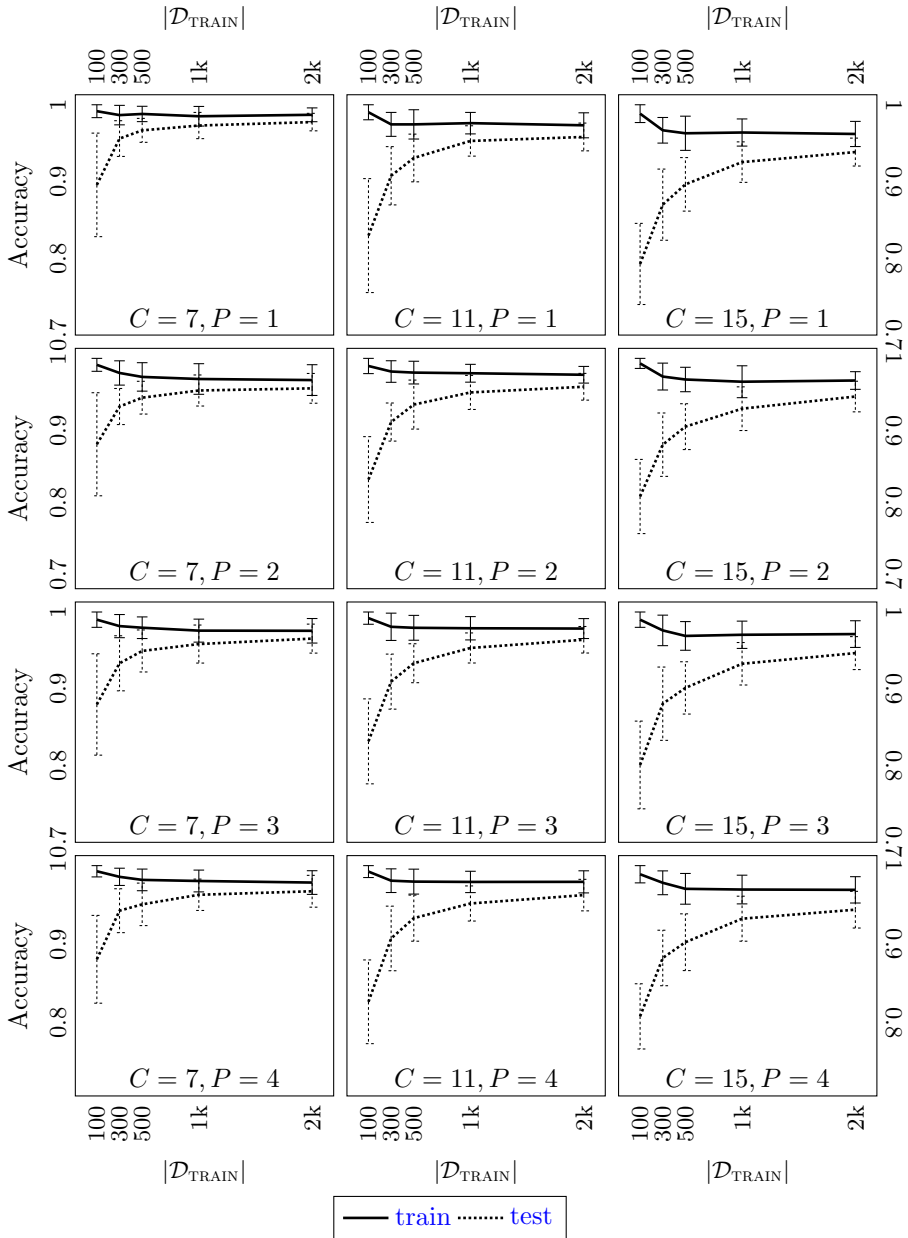 |D_TRAIN| |D_TRAIN| |D_TRAIN|
100 300 500 1k 2k 100 300 500 1k 2k 100 300 500 1k 2k
Accuracy
1
0.9
0.8
0.7
C = 7, P = 1
C = 11, P = 1
C = 15, P = 1
1
0.9
0.8
0.7
Accuracy
1
0.9
0.8
0.7
C = 7, P = 2
C = 11, P = 2
C = 15, P = 2
1
0.9
0.8
0.7
Accuracy
1
0.9
0.8
0.7
C = 7, P = 3
C = 11, P = 3
C = 15, P = 3
1
0.9
0.8
0.7
Accuracy
1
0.9
0.8
C = 7, P = 4
C = 11, P = 4
C = 15, P = 4
1
0.9
0.8
100 300 500 1k 2k 100 300 500 1k 2k 100 300 500 1k 2k
|D_TRAIN| |D_TRAIN| |D_TRAIN|
train test